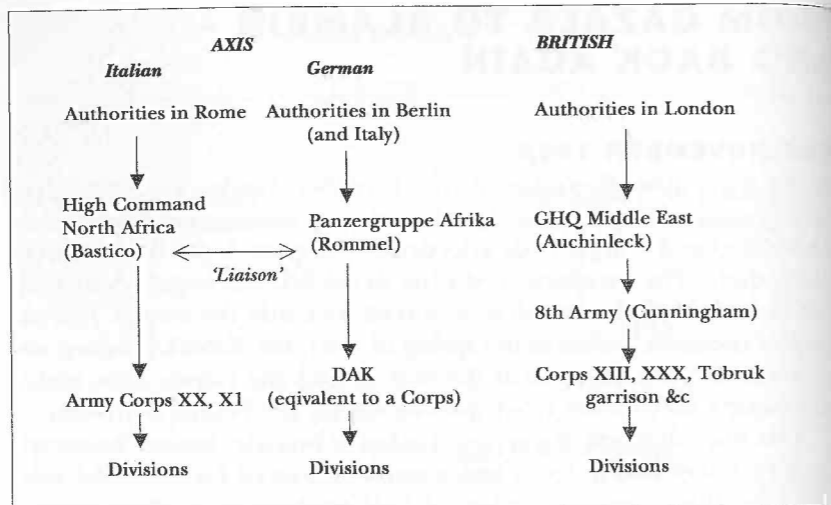 AXIS
BRITISH
Italian
German
Authorities in Rome
Authorities in Berlin
(and Italy)
Authorities in London
High Command
North Africa
(Bastico)
'Liaison'
Panzergruppe Afrika
(Rommel)
GHQ Middle East
(Auchinleck)
8th Army (Cunningham)
Army Corps XX, X1
DAK
(eqivalent to a Corps)
Corps XIII, XXX, Tobruk
garrison &c
Divisions
Divisions
Divisions